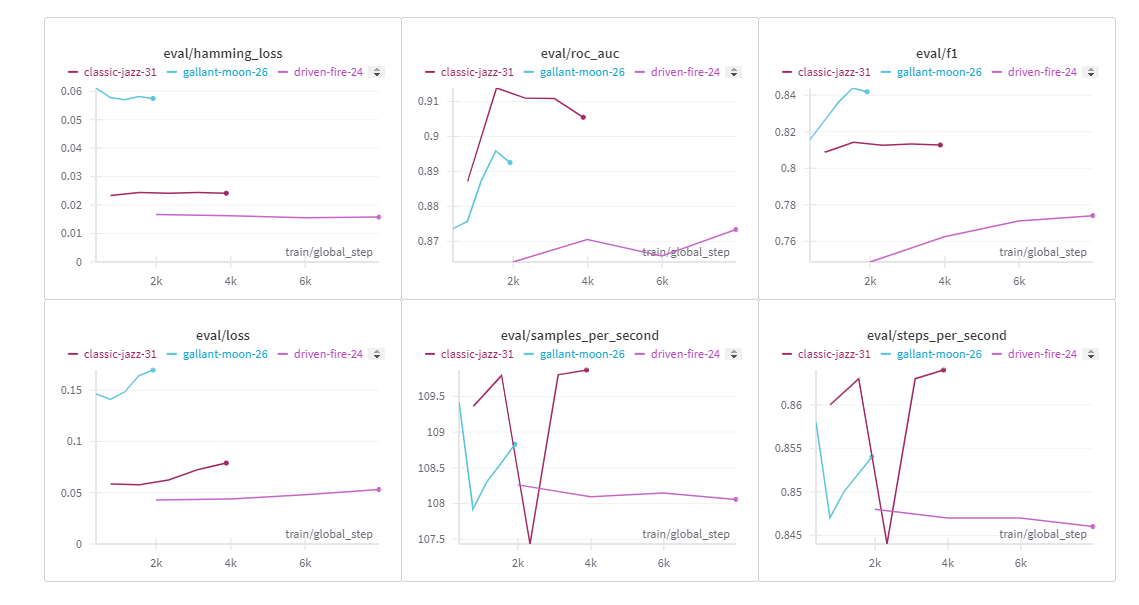 eval/hamming_loss
classic-jazz-31 gallant-moon-26 driven-fire-24
0.06
0.05
0.04
0.03
0.02
0.01
0
train/global_step
2k 4k 6k
eval/roc_auc
classic-jazz-31 gallant-moon-26 driven-fire-24
0.91
0.9
0.89
0.88
0.87
train/global_step
2k 4k 6k
eval/f1
classic-jazz-31 gallant-moon-26 driven-fire-24
0.84
0.82
0.8
0.78
0.76
train/global_step
2k 4k 6k
eval/loss
classic-jazz-31 gallant-moon-26 driven-fire-24
0.15
0.1
0.05
0
train/global_step
2k 4k 6k
eval/samples_per_second
classic-jazz-31 gallant-moon-26 driven-fire-24
109.5
109
108.5
108
107.5
train/global_step
2k 4k 6k
eval/steps_per_second
classic-jazz-31 gallant-moon-26 driven-fire-24
0.86
0.855
0.85
0.845
train/global_step
2k 4k 6k